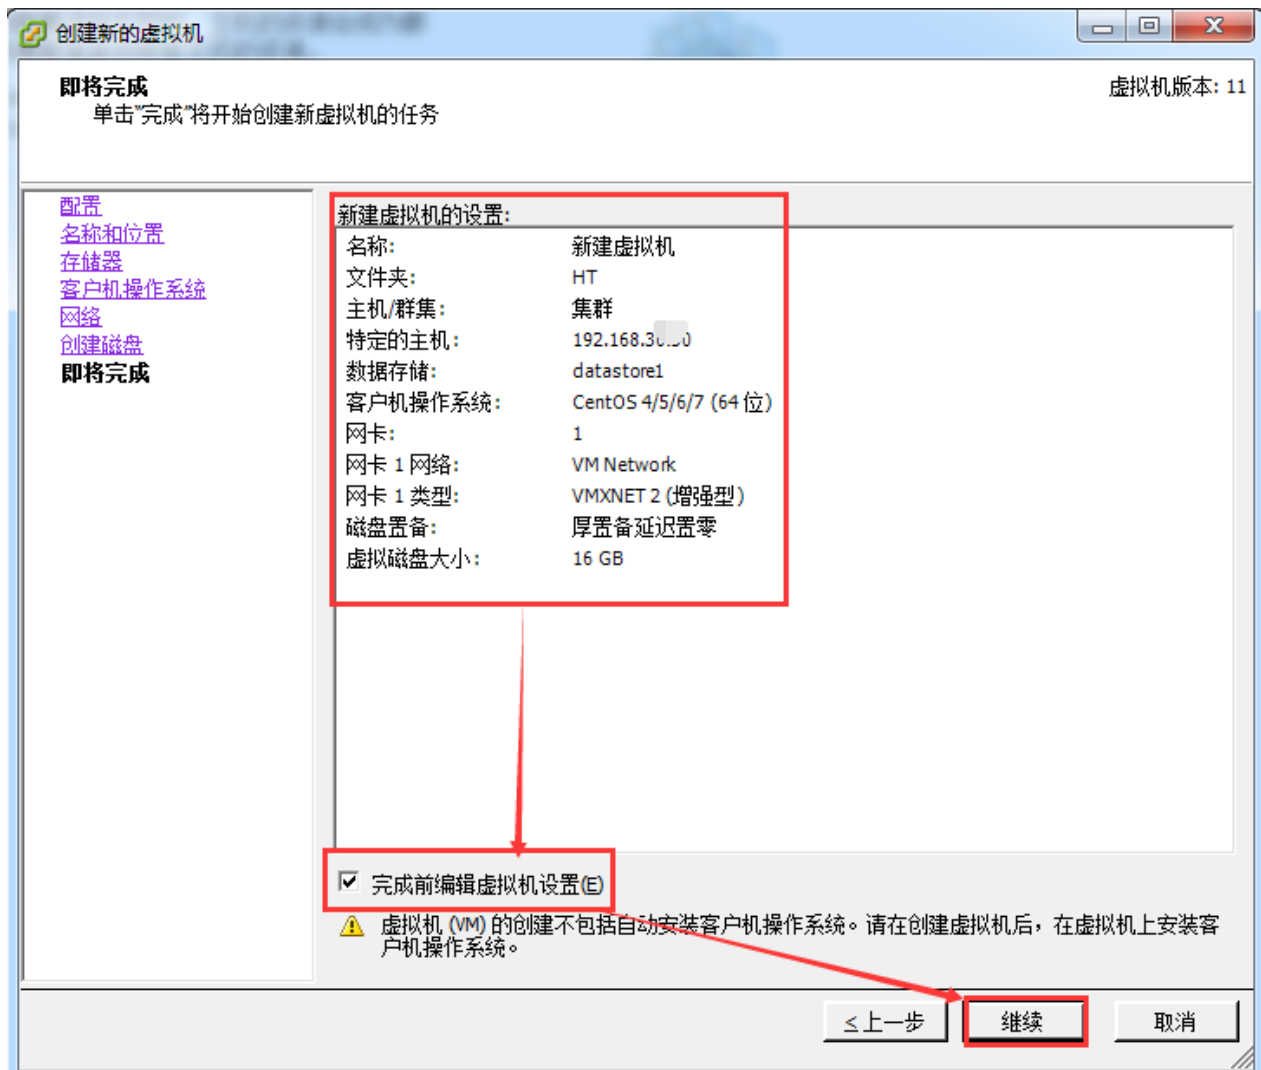 创建新的虚拟机
即将完成
单击"完成"将开始创建新虚拟机的任务
虚拟机版本: 11
配置
名称和位置
存储器
客户机操作系统
网络
创建磁盘
即将完成
新建虚拟机的设置:
名称: 新建虚拟机
文件夹: HT
主机/群集: 集群
特定的主机: 192.168.
数据存储: datastore1
客户机操作系统: CentOS 4/5/6/7 (64 位)
网卡: 1
网卡 1 网络: VM Network
网卡 1 类型: VMXNET 2 (增强型)
磁盘置备: 厚置备延迟置零
虚拟磁盘大小: 16 GB
完成前编辑虚拟机设置(E)
虚拟机 (VM) 的创建不包括自动安装客户机操作系统。请在创建虚拟机后，在虚拟机上安装客
户机操作系统。
≤上一步
继续
取消